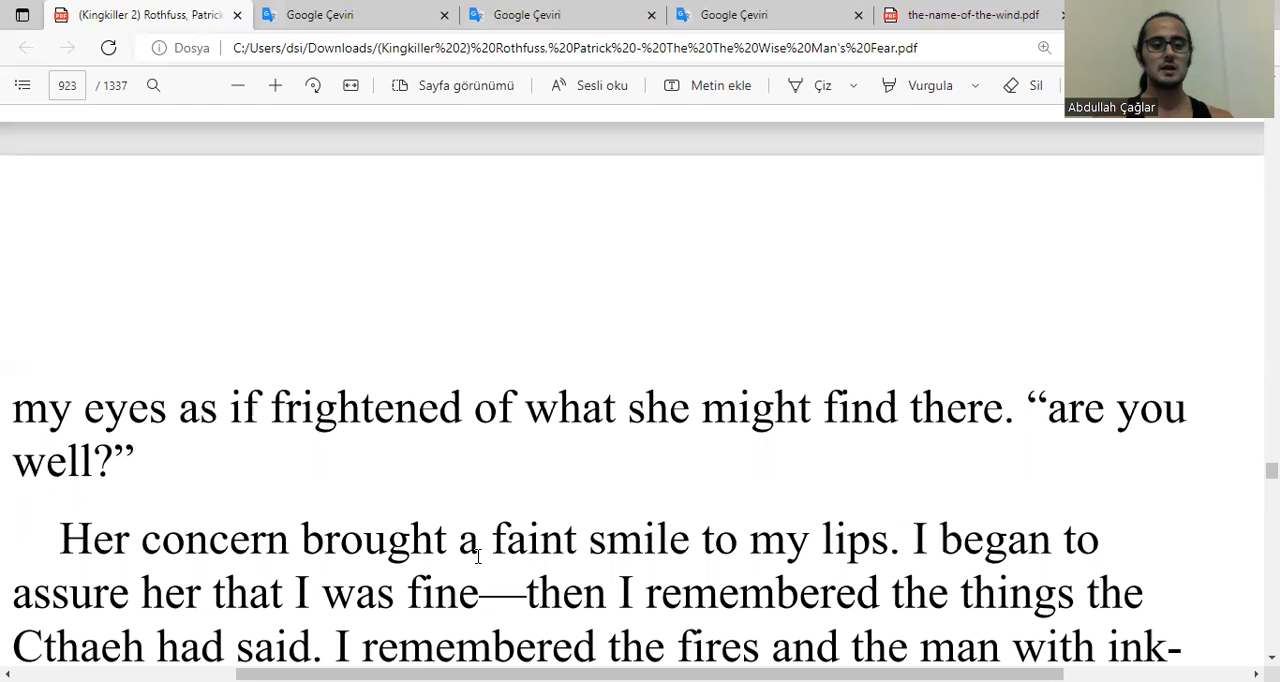 (Kingkiller 2) Rothfuss, Patrick
Google Çeviri
Google Çeviri
Google Çeviri
the-name-of-the-wind.pdf
Dosya
C:/Users/dsi/Downloads/(Kingkiller%202)%20Rothfuss,%20Patrick%20-%20The%20The%20Wise%20Man's%20Fear.pdf
923 / 1337
Sayfa görünümü
Sesli oku
Metin ekle
Çiz
Vurgula
Sil
Abdullah Çağlar
my eyes as if frightened of what she might find there. “are you
well?”
Her concern brought a faint smile to my lips. I began to
assure her that I was fine—then I remembered the things the
Cthaeh had said. I remembered the fires and the man with ink-